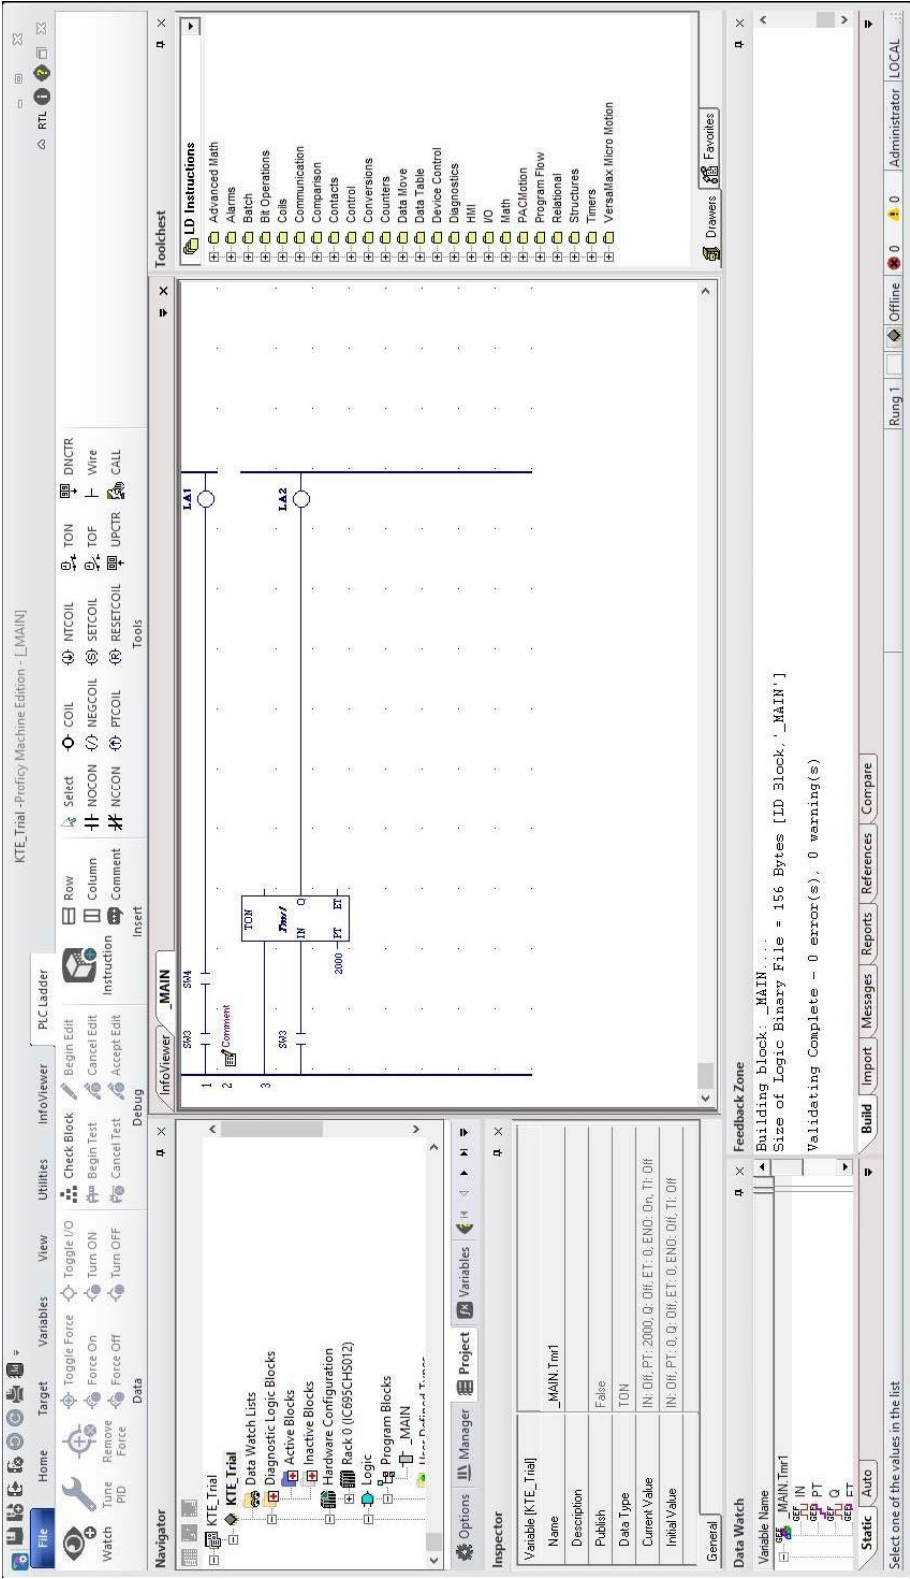 KTE_Trial -Proficy Machine Edition - [_MAIN]
File
Home
Target
Variables
View
Utilities
InfoViewer
PLC Ladder
RTL
Watch
Tune PID
Remove Force
Toggle Force
Force On
Force Off
Toggle I/O
Turn ON
Turn OFF
Data
Check Block
Begin Test
Cancel Test
Begin Edit
Cancel Edit
Accept Edit
Debug
Instruction
Row
Column
Comment
Insert
Select
NOCON
NCCON
COIL
NEGCOIL
PTCOIL
NTCOIL
SETCOIL
RESETCOIL
TON
TOF
UPCTR
DNCTR
Wire
CALL
Tools
Navigator
KTE_Trial
KTE_Trial
Data Watch Lists
Diagnostic Logic Blocks
Active Blocks
Inactive Blocks
Hardware Configuration
Rack 0 (IC695CHS012)
Logic
Program Blocks
_MAIN
User Defined Types
Options
Manager
Project
Variables
Inspector
Variable [KTE_Trial]
Name _MAIN.Tmr1
Description
Publish False
Data Type TON
Current Value IN: Off, PT: 2000, Q: Off, ET: 0, ENO: On, TI: Off
Initial Value IN: Off, PT: 0, Q: Off, ET: 0, ENO: Off, TI: Off
General
InfoViewer
_MAIN
1
SW3
SW4
LA1
2
Comment
3
TON
Tmr1
SW3
IN
Q
LA2
2000
PT
ET
Toolchest
LD Instructions
Advanced Math
Alarms
Batch
Bit Operations
Coils
Communication
Comparison
Contacts
Control
Conversions
Counters
Data Move
Data Table
Device Control
Diagnostics
HMI
I/O
Math
PACMotion
Program Flow
Relational
Structures
Timers
VersaMax Micro Motion
Drawers
Favorites
Data Watch
Variable Name
_MAIN.Tmr1
IN
PT
Q
ET
Static
Auto
Feedback Zone
Building block: _MAIN....
Size of Logic Binary File = 156 Bytes [LD Block,'_MAIN']
Validating Complete - 0 error(s), 0 warning(s)
Build
Import
Messages
Reports
References
Compare
Select one of the values in the list
Rung 1
Offline
0
0
Administrator
LOCAL